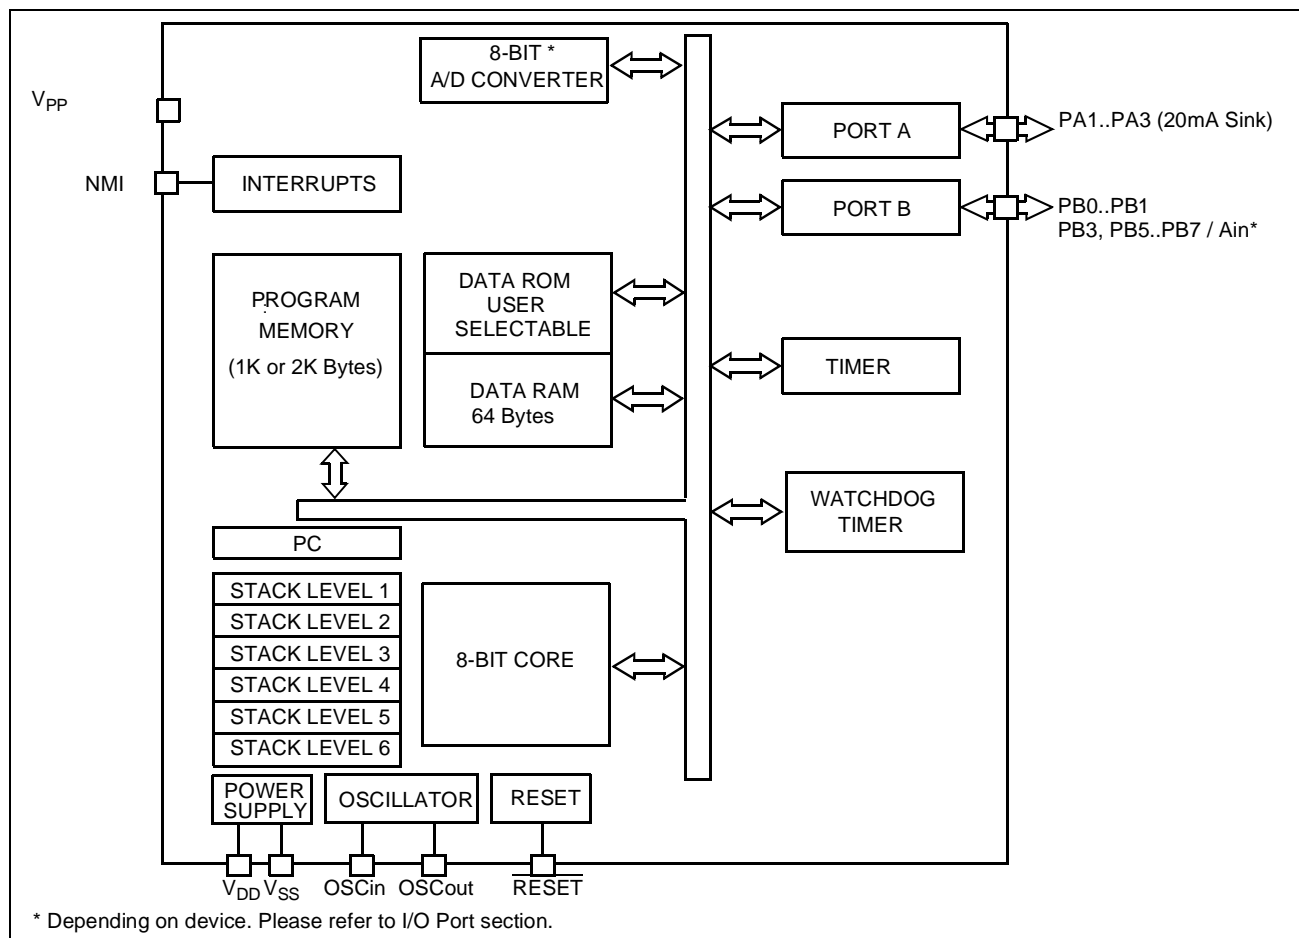 8-BIT *
A/D CONVERTER
VPP
PORT A
PA1..PA3 (20mA Sink)
NMI
INTERRUPTS
PORT B
PB0..PB1
PB3, PB5..PB7 / Ain*
PROGRAM
MEMORY
(1K or 2K Bytes)
DATA ROM
USER
SELECTABLE
DATA RAM
64 Bytes
TIMER
WATCHDOG
TIMER
PC
STACK LEVEL 1
STACK LEVEL 2
STACK LEVEL 3
STACK LEVEL 4
STACK LEVEL 5
STACK LEVEL 6
8-BIT CORE
POWER
SUPPLY
OSCILLATOR
RESET
VDD VSS OSCin OSCout RESET
* Depending on device. Please refer to I/O Port section.